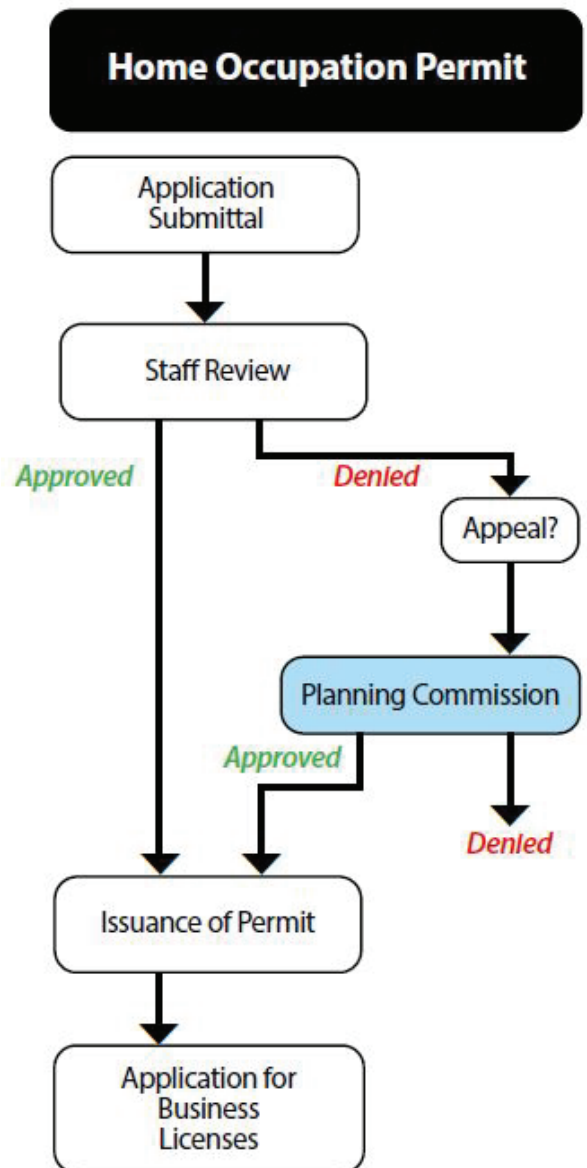 Home Occupation Permit
Application
Submittal
Staff Review
Approved
Denied
Appeal?
Planning Commission
Approved
Denied
Issuance of Permit
Application for
Business
Licenses